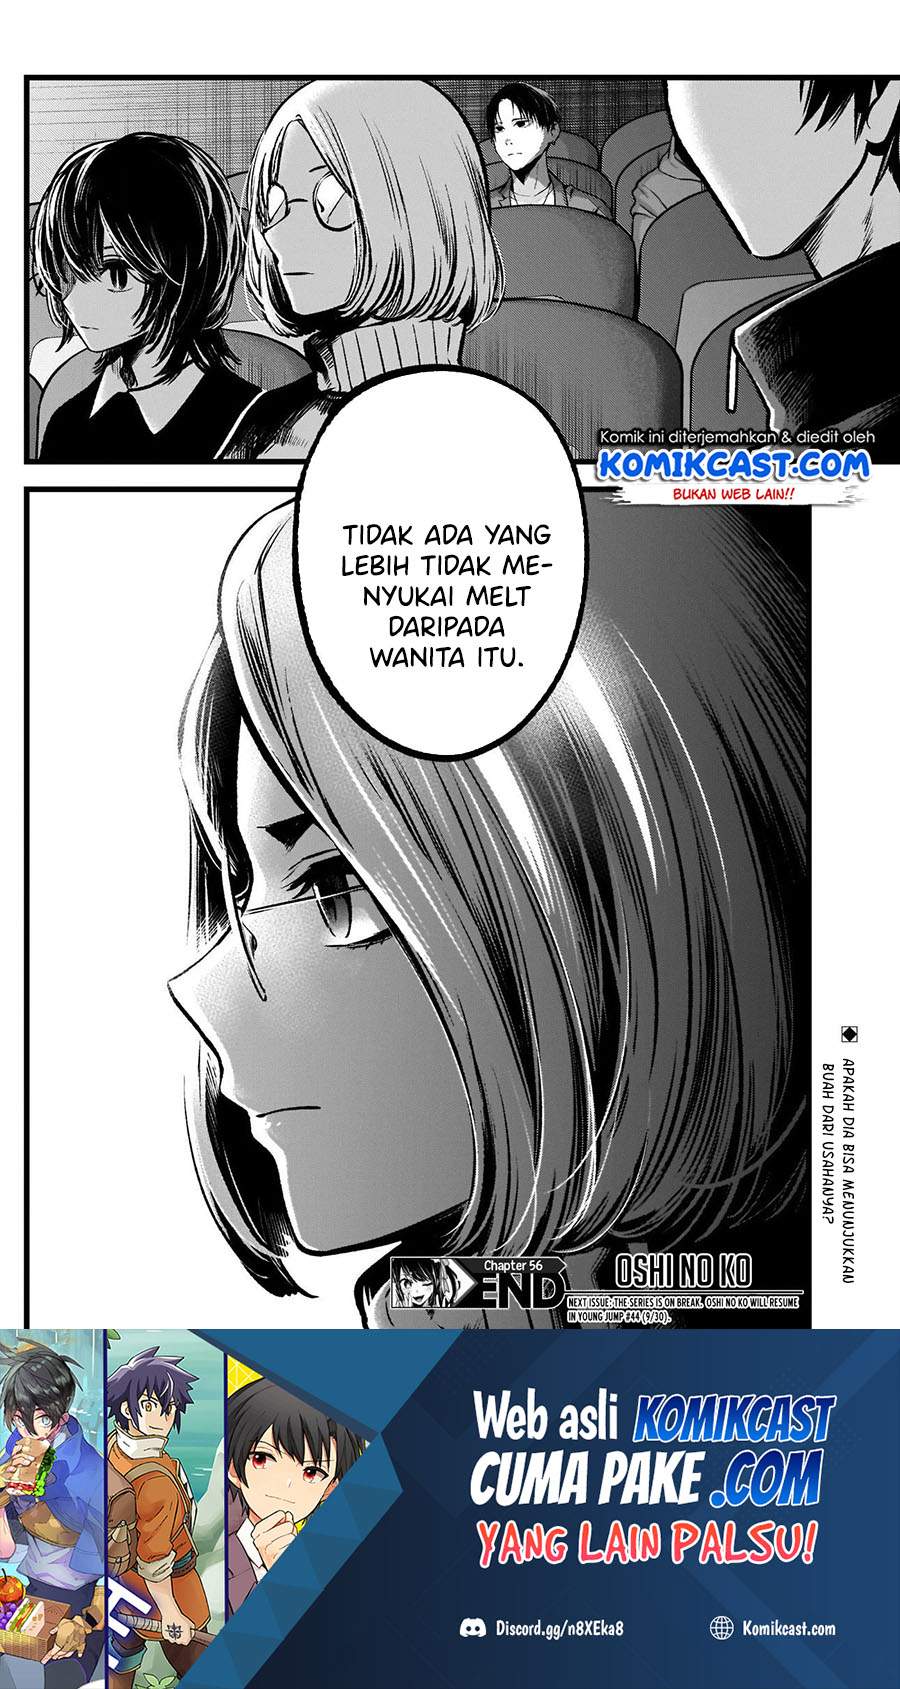 Komik ini diterjemahkan & diedit oleh
KOMIKCAST.COM
BUKAN WEB LAIN!!
TIDAK ADA YANG
LEBIH TIDAK ME-
NYUKAI MELT
DARIPADA
WANITA ITU.
APAKAH DIA BISA MENUNJUKKAN
BUAH DARI USAHANYA?
Chapter 56
END
OSHI NO KO
NEXT ISSUE: THE SERIES IS ON BREAK. OSHI NO KO WILL RESUME
IN YOUNG JUMP #44 (9/30).
Web asli KOMIKCAST
CUMA PAKE .COM
YANG LAIN PALSU!
Discord.gg/n8XEka8
Komikcast.com